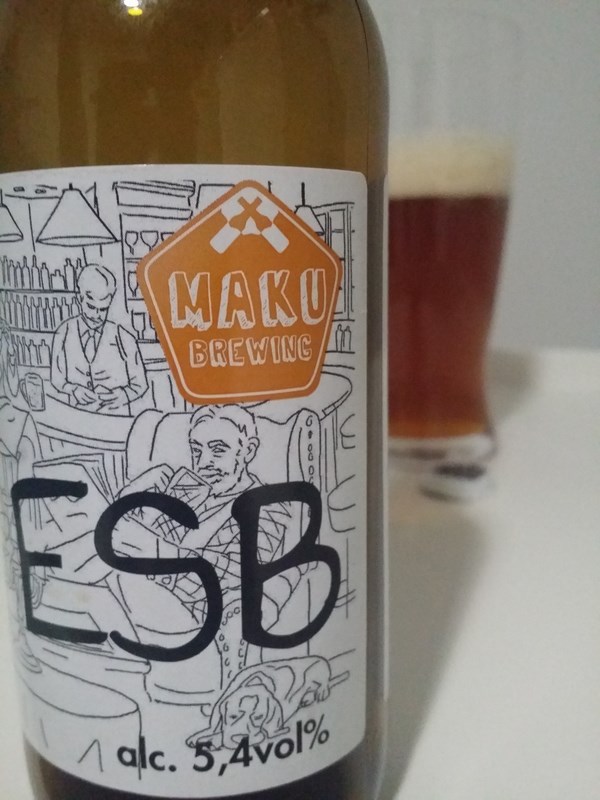 MAKU
BREWING
ESB
alc. 5,4vol%